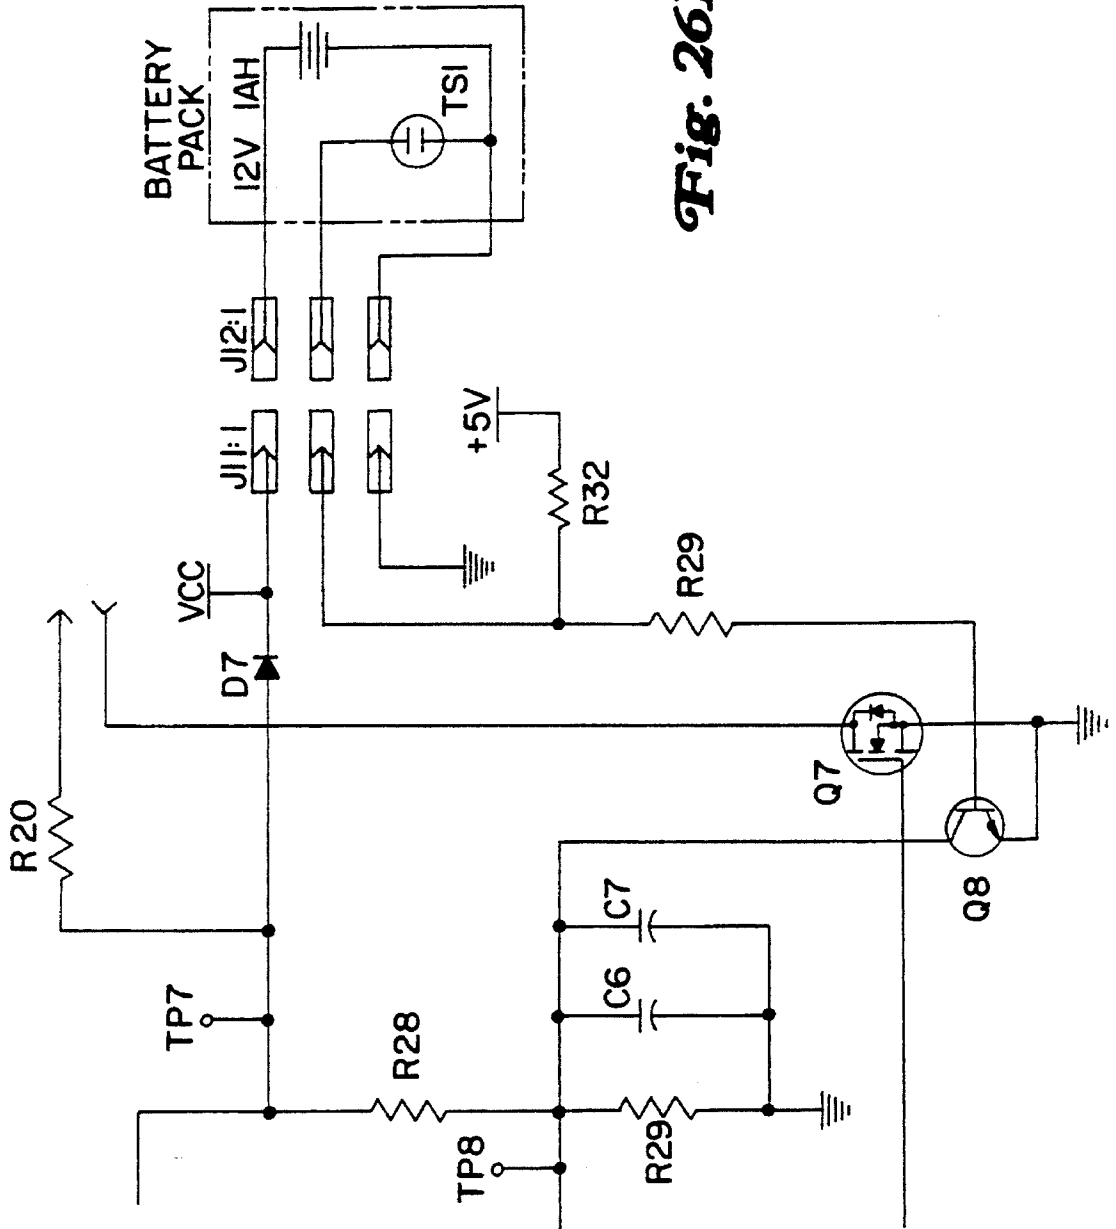 BATTERY
PACK
12V 1AH
TS1
J12:1
J11:1
+5V
R32
VCC
R29
D7
R20
Q7
Q8
C7
C6
TP7
R28
TP8
R29
Fig.